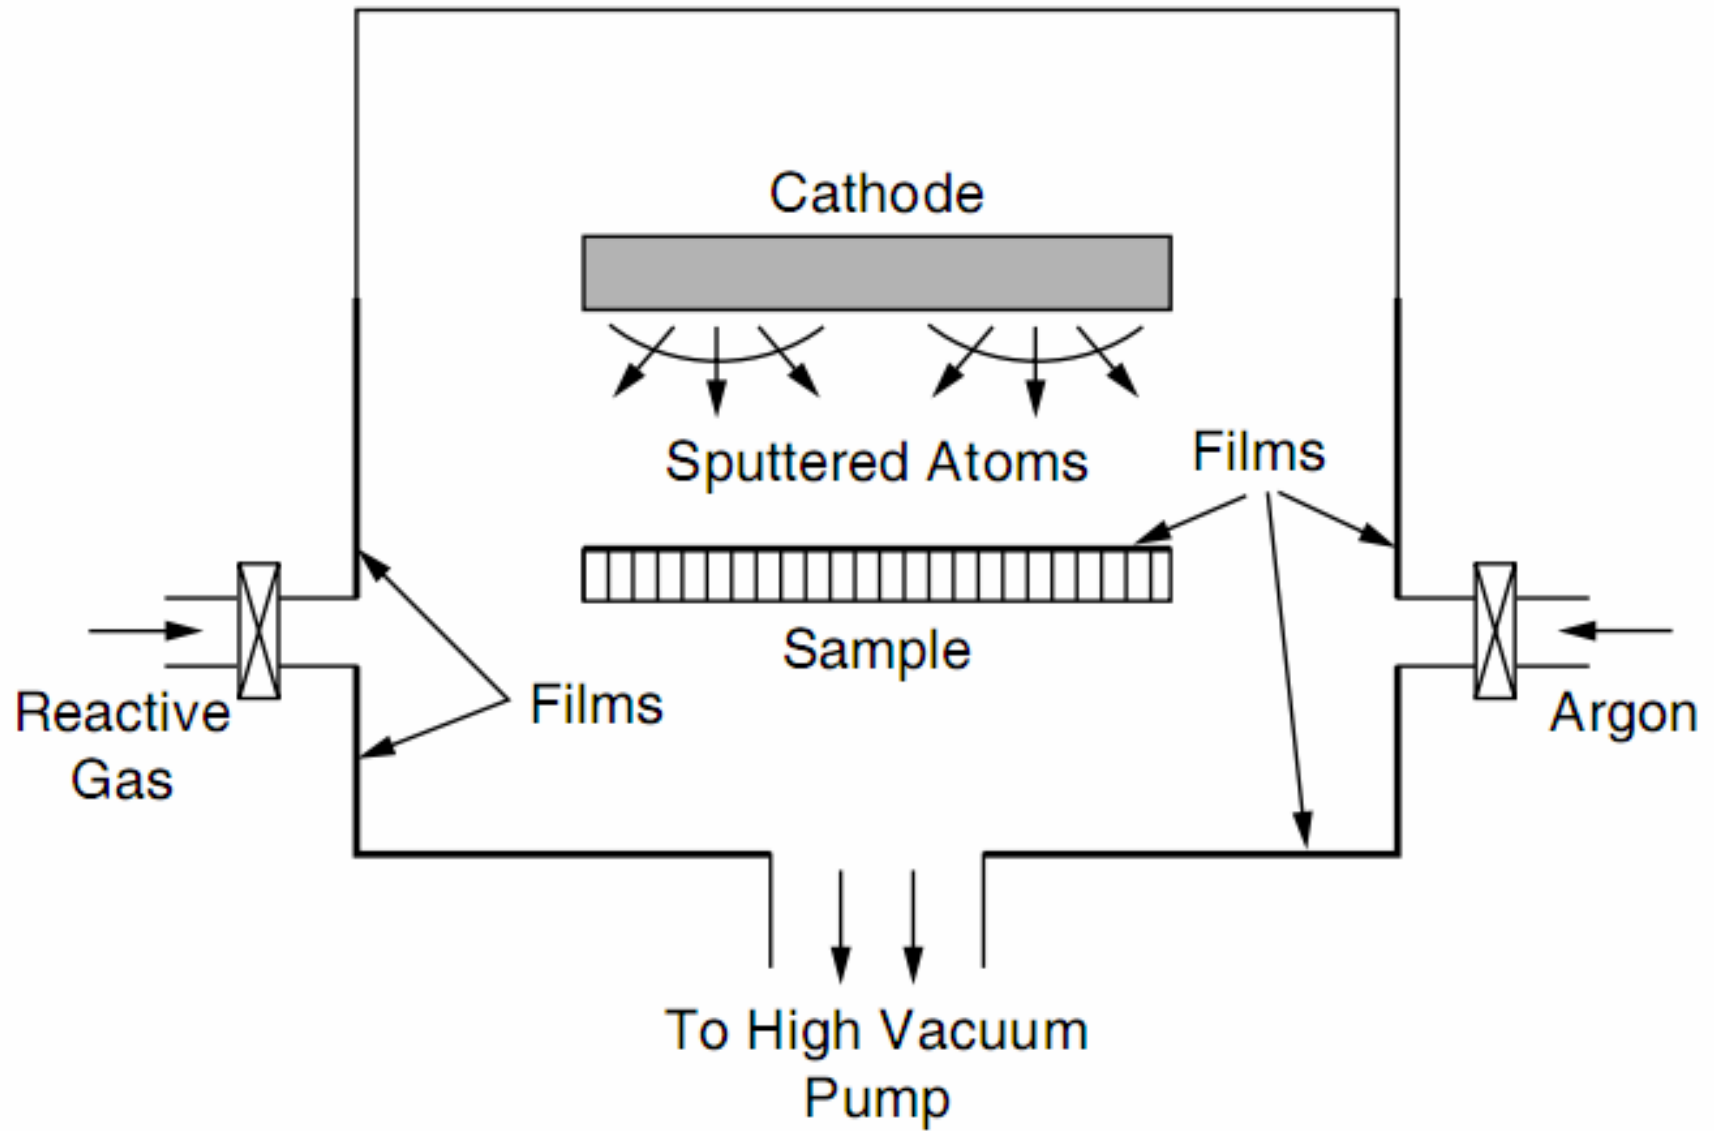 Cathode
Sputtered Atoms
Films
Sample
Films
Reactive
Gas
Argon
To High Vacuum
Pump